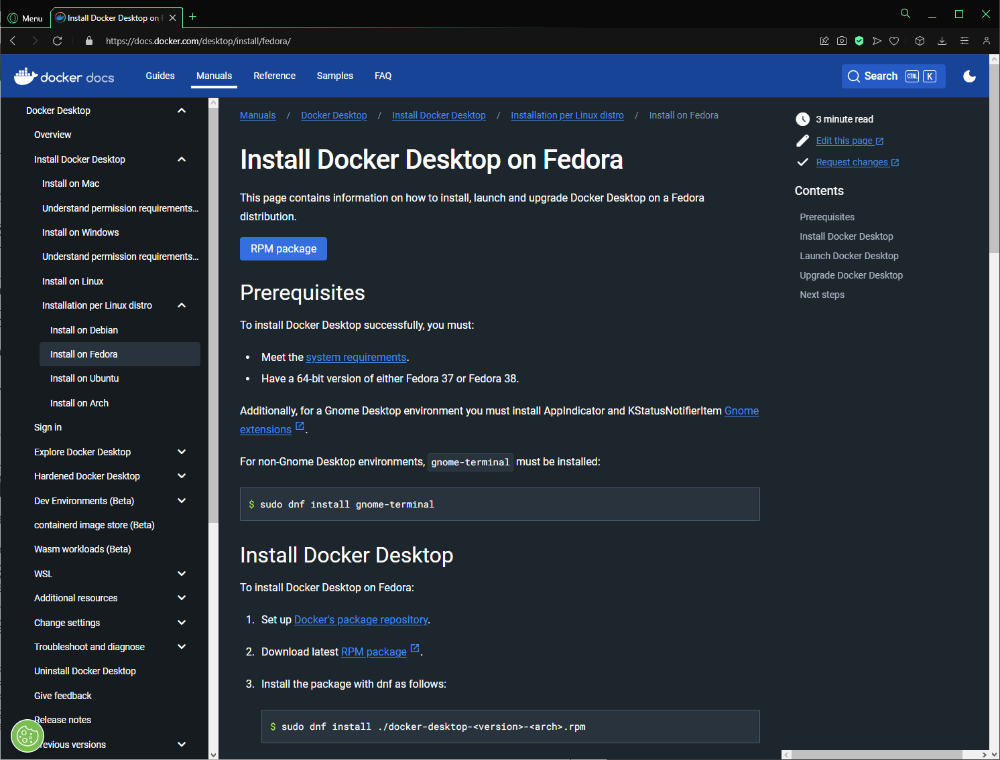 Menu
Install Docker Desktop on F
https://docs.docker.com/desktop/install/fedora/
docker docs
Guides
Manuals
Reference
Samples
FAQ
Search CTRL K
Docker Desktop
Overview
Install Docker Desktop
Install on Mac
Understand permission requirements...
Install on Windows
Understand permission requirements...
Install on Linux
Installation per Linux distro
Install on Debian
Install on Fedora
Install on Ubuntu
Install on Arch
Sign in
Explore Docker Desktop
Hardened Docker Desktop
Dev Environments (Beta)
containerd image store (Beta)
Wasm workloads (Beta)
WSL
Additional resources
Change settings
Troubleshoot and diagnose
Uninstall Docker Desktop
Give feedback
Release notes
revious versions
Manuals / Docker Desktop / Install Docker Desktop / Installation per Linux distro / Install on Fedora
Install Docker Desktop on Fedora
This page contains information on how to install, launch and upgrade Docker Desktop on a Fedora
distribution.
RPM package
Prerequisites
To install Docker Desktop successfully, you must:
• Meet the system requirements.
• Have a 64-bit version of either Fedora 37 or Fedora 38.
Additionally, for a Gnome Desktop environment you must install AppIndicator and KStatusNotifierItem Gnome
extensions.
For non-Gnome Desktop environments, gnome-terminal must be installed:
$ sudo dnf install gnome-terminal
Install Docker Desktop
To install Docker Desktop on Fedora:
1. Set up Docker's package repository.
2. Download latest RPM package.
3. Install the package with dnf as follows:
$ sudo dnf install ./docker-desktop-<version>-<arch>.rpm
3 minute read
Edit this page
Request changes
Contents
Prerequisites
Install Docker Desktop
Launch Docker Desktop
Upgrade Docker Desktop
Next steps